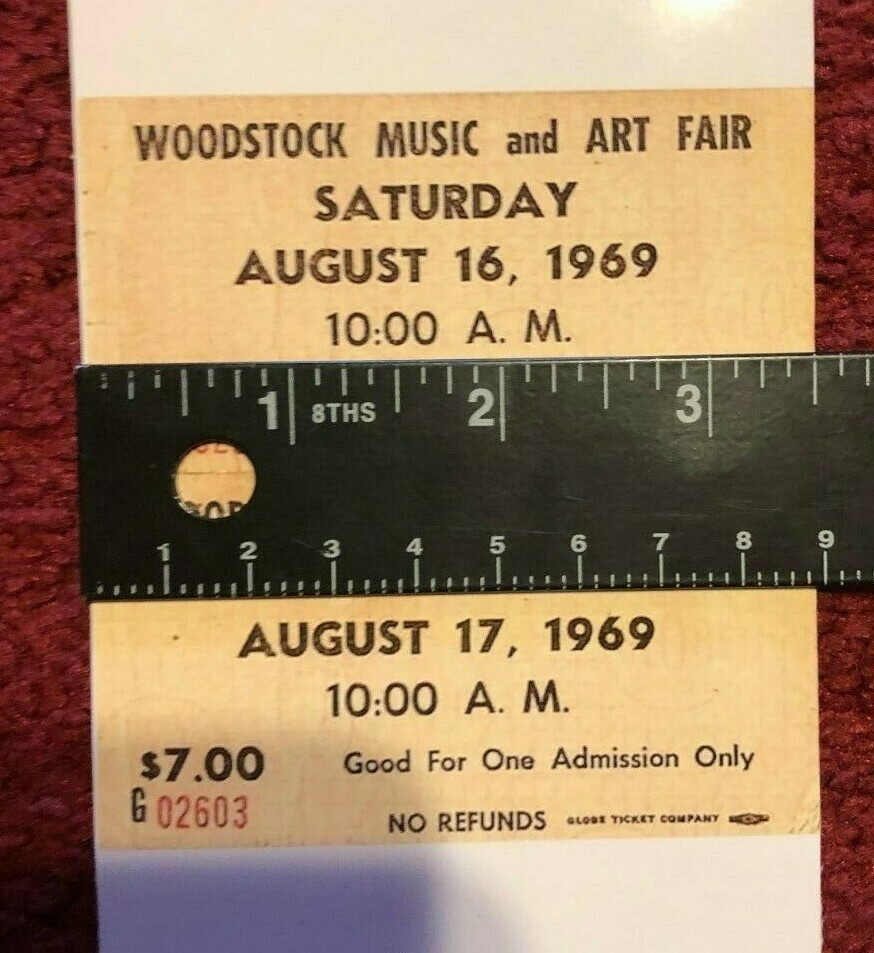 WOODSTOCK MUSIC and ART FAIR
SATURDAY
AUGUST 16, 1969
10:00 A. M.
1 8THS 2 3
1 2 3 4 5 6 7 8 9
AUGUST 17, 1969
10:00 A. M.
$7.00 Good For One Admission Only
G 02603
NO REFUNDS GLOBE TICKET COMPANY